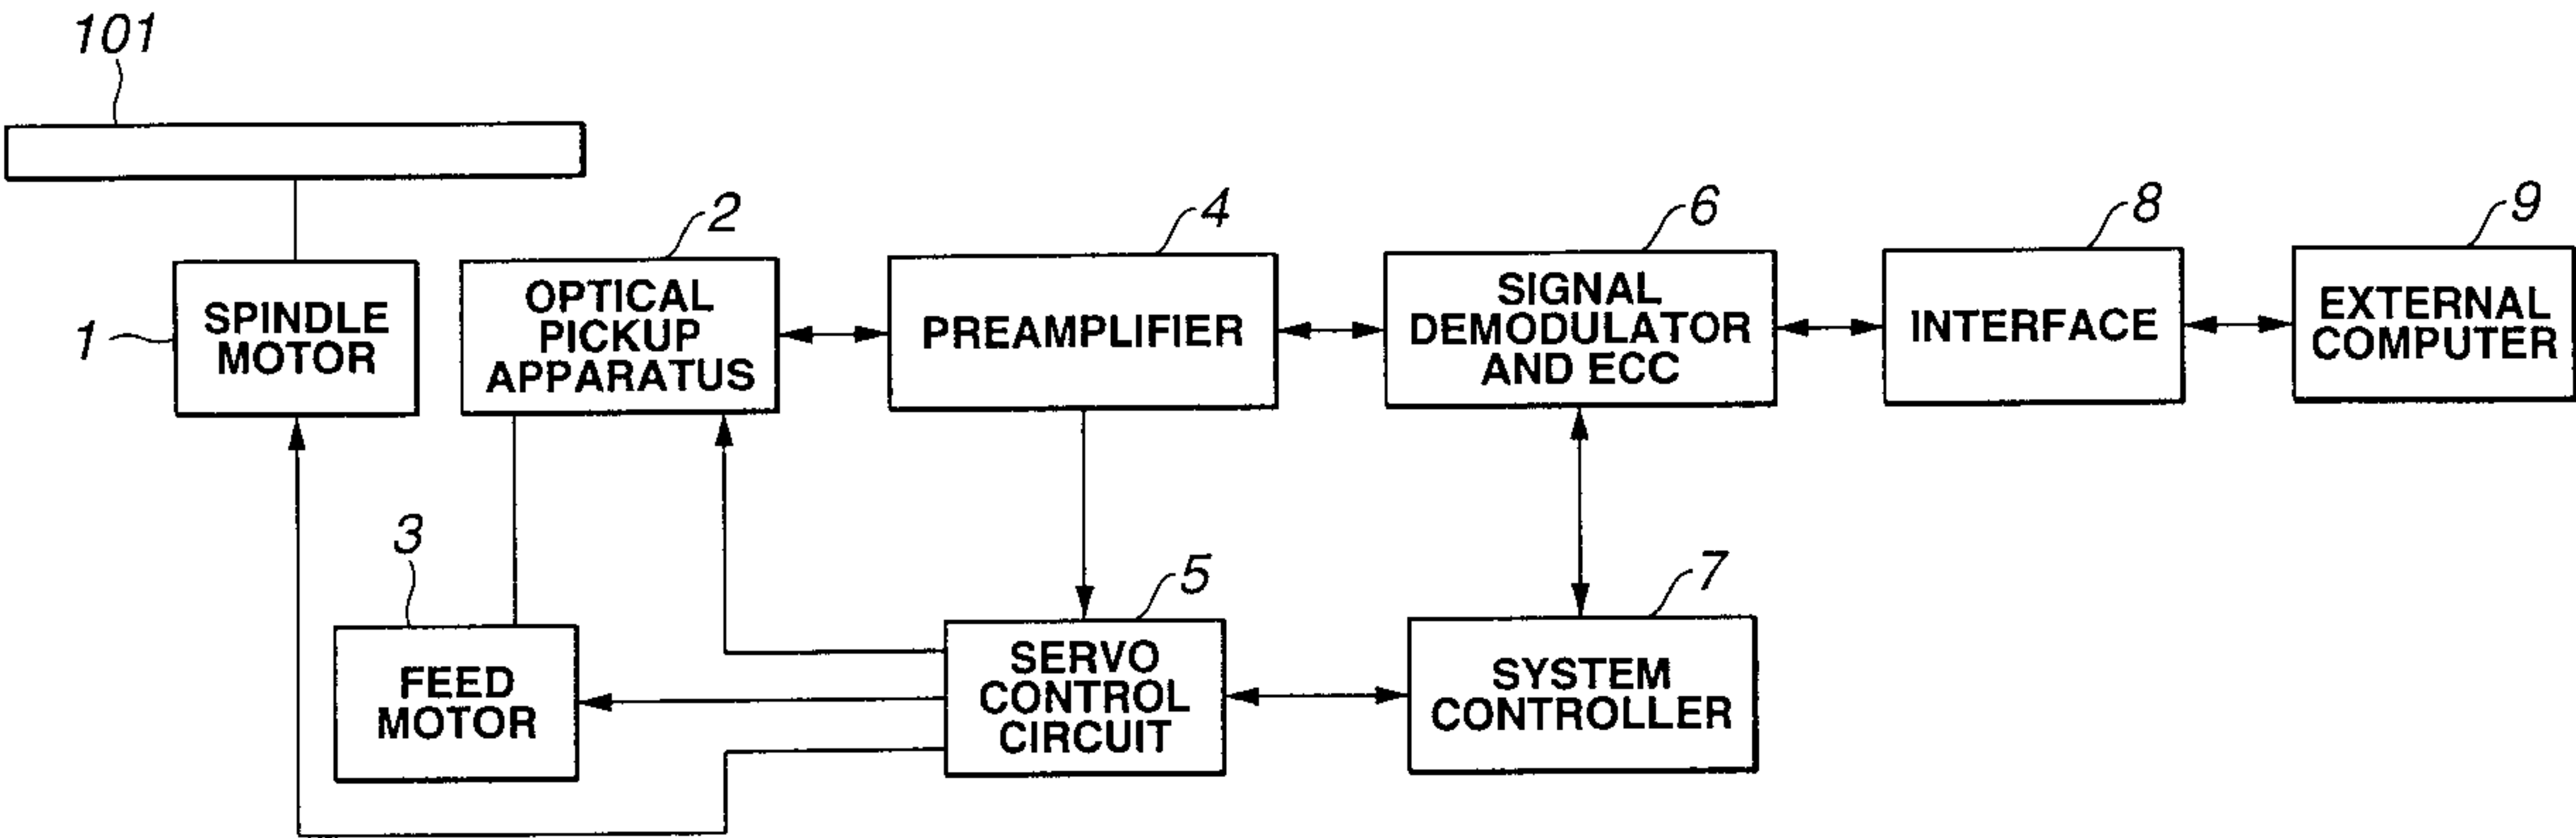 101
2
4
6
8
9
1
SPINDLE
MOTOR
OPTICAL
PICKUP
APPARATUS
PREAMPLIFIER
SIGNAL
DEMODULATOR
AND ECC
INTERFACE
EXTERNAL
COMPUTER
3
5
7
FEED
MOTOR
SERVO
CONTROL
CIRCUIT
SYSTEM
CONTROLLER